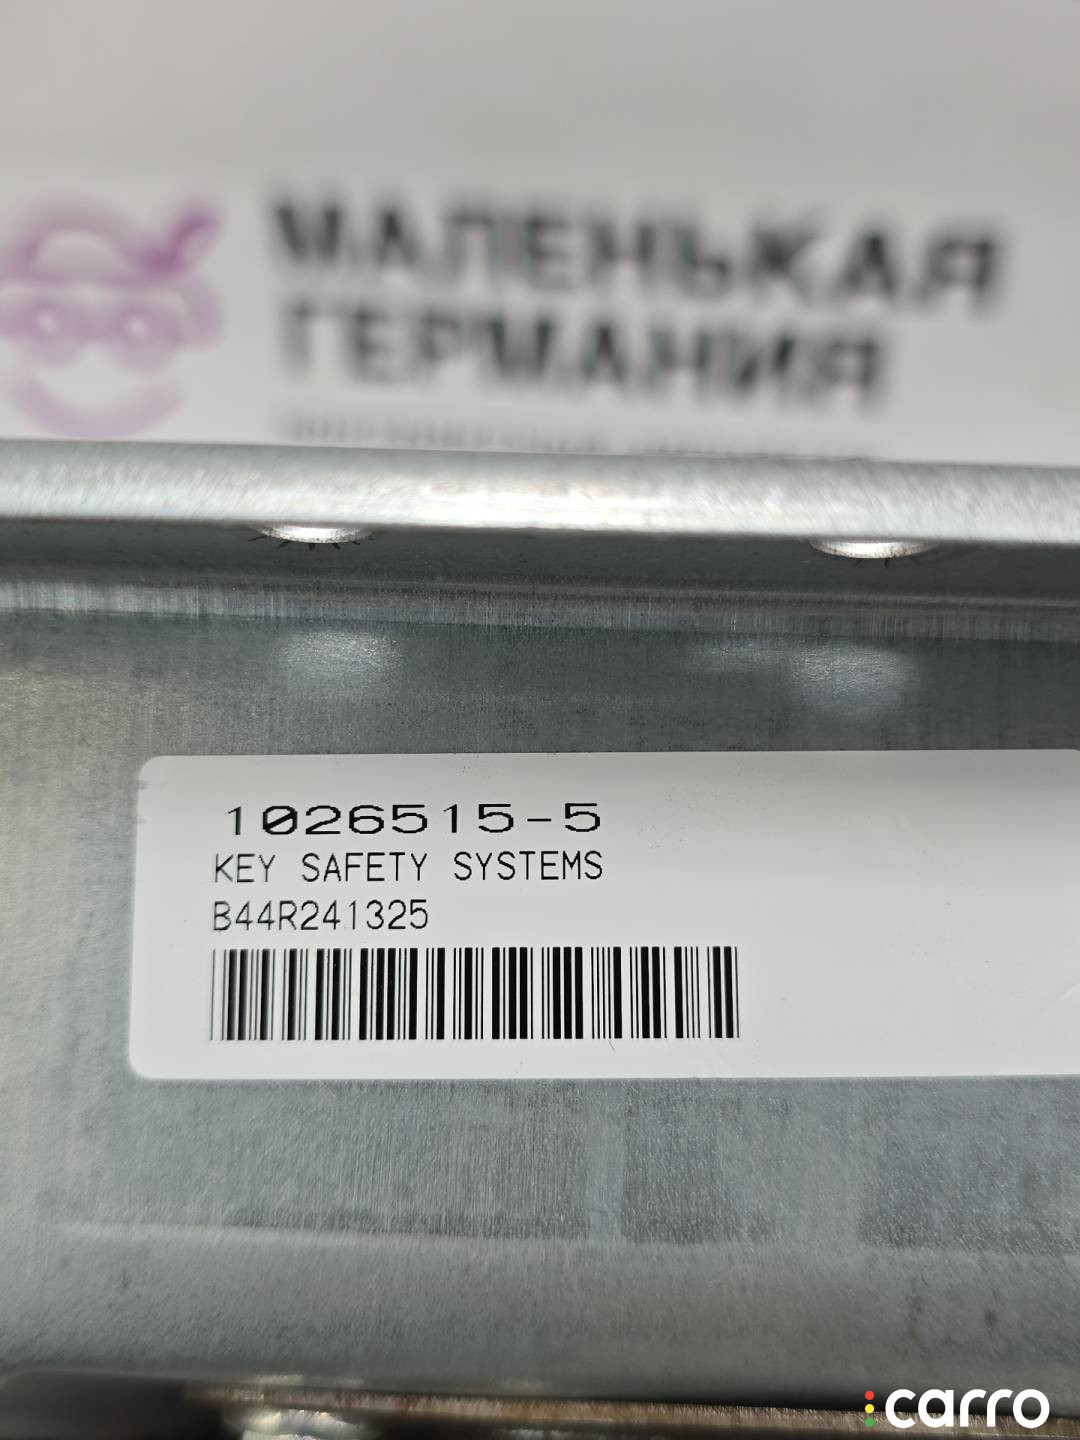 МАЛЕНЬКАЯ
ГЕРМАНИЯ
1026515-5
KEY SAFETY SYSTEMS
B44R241325
carro